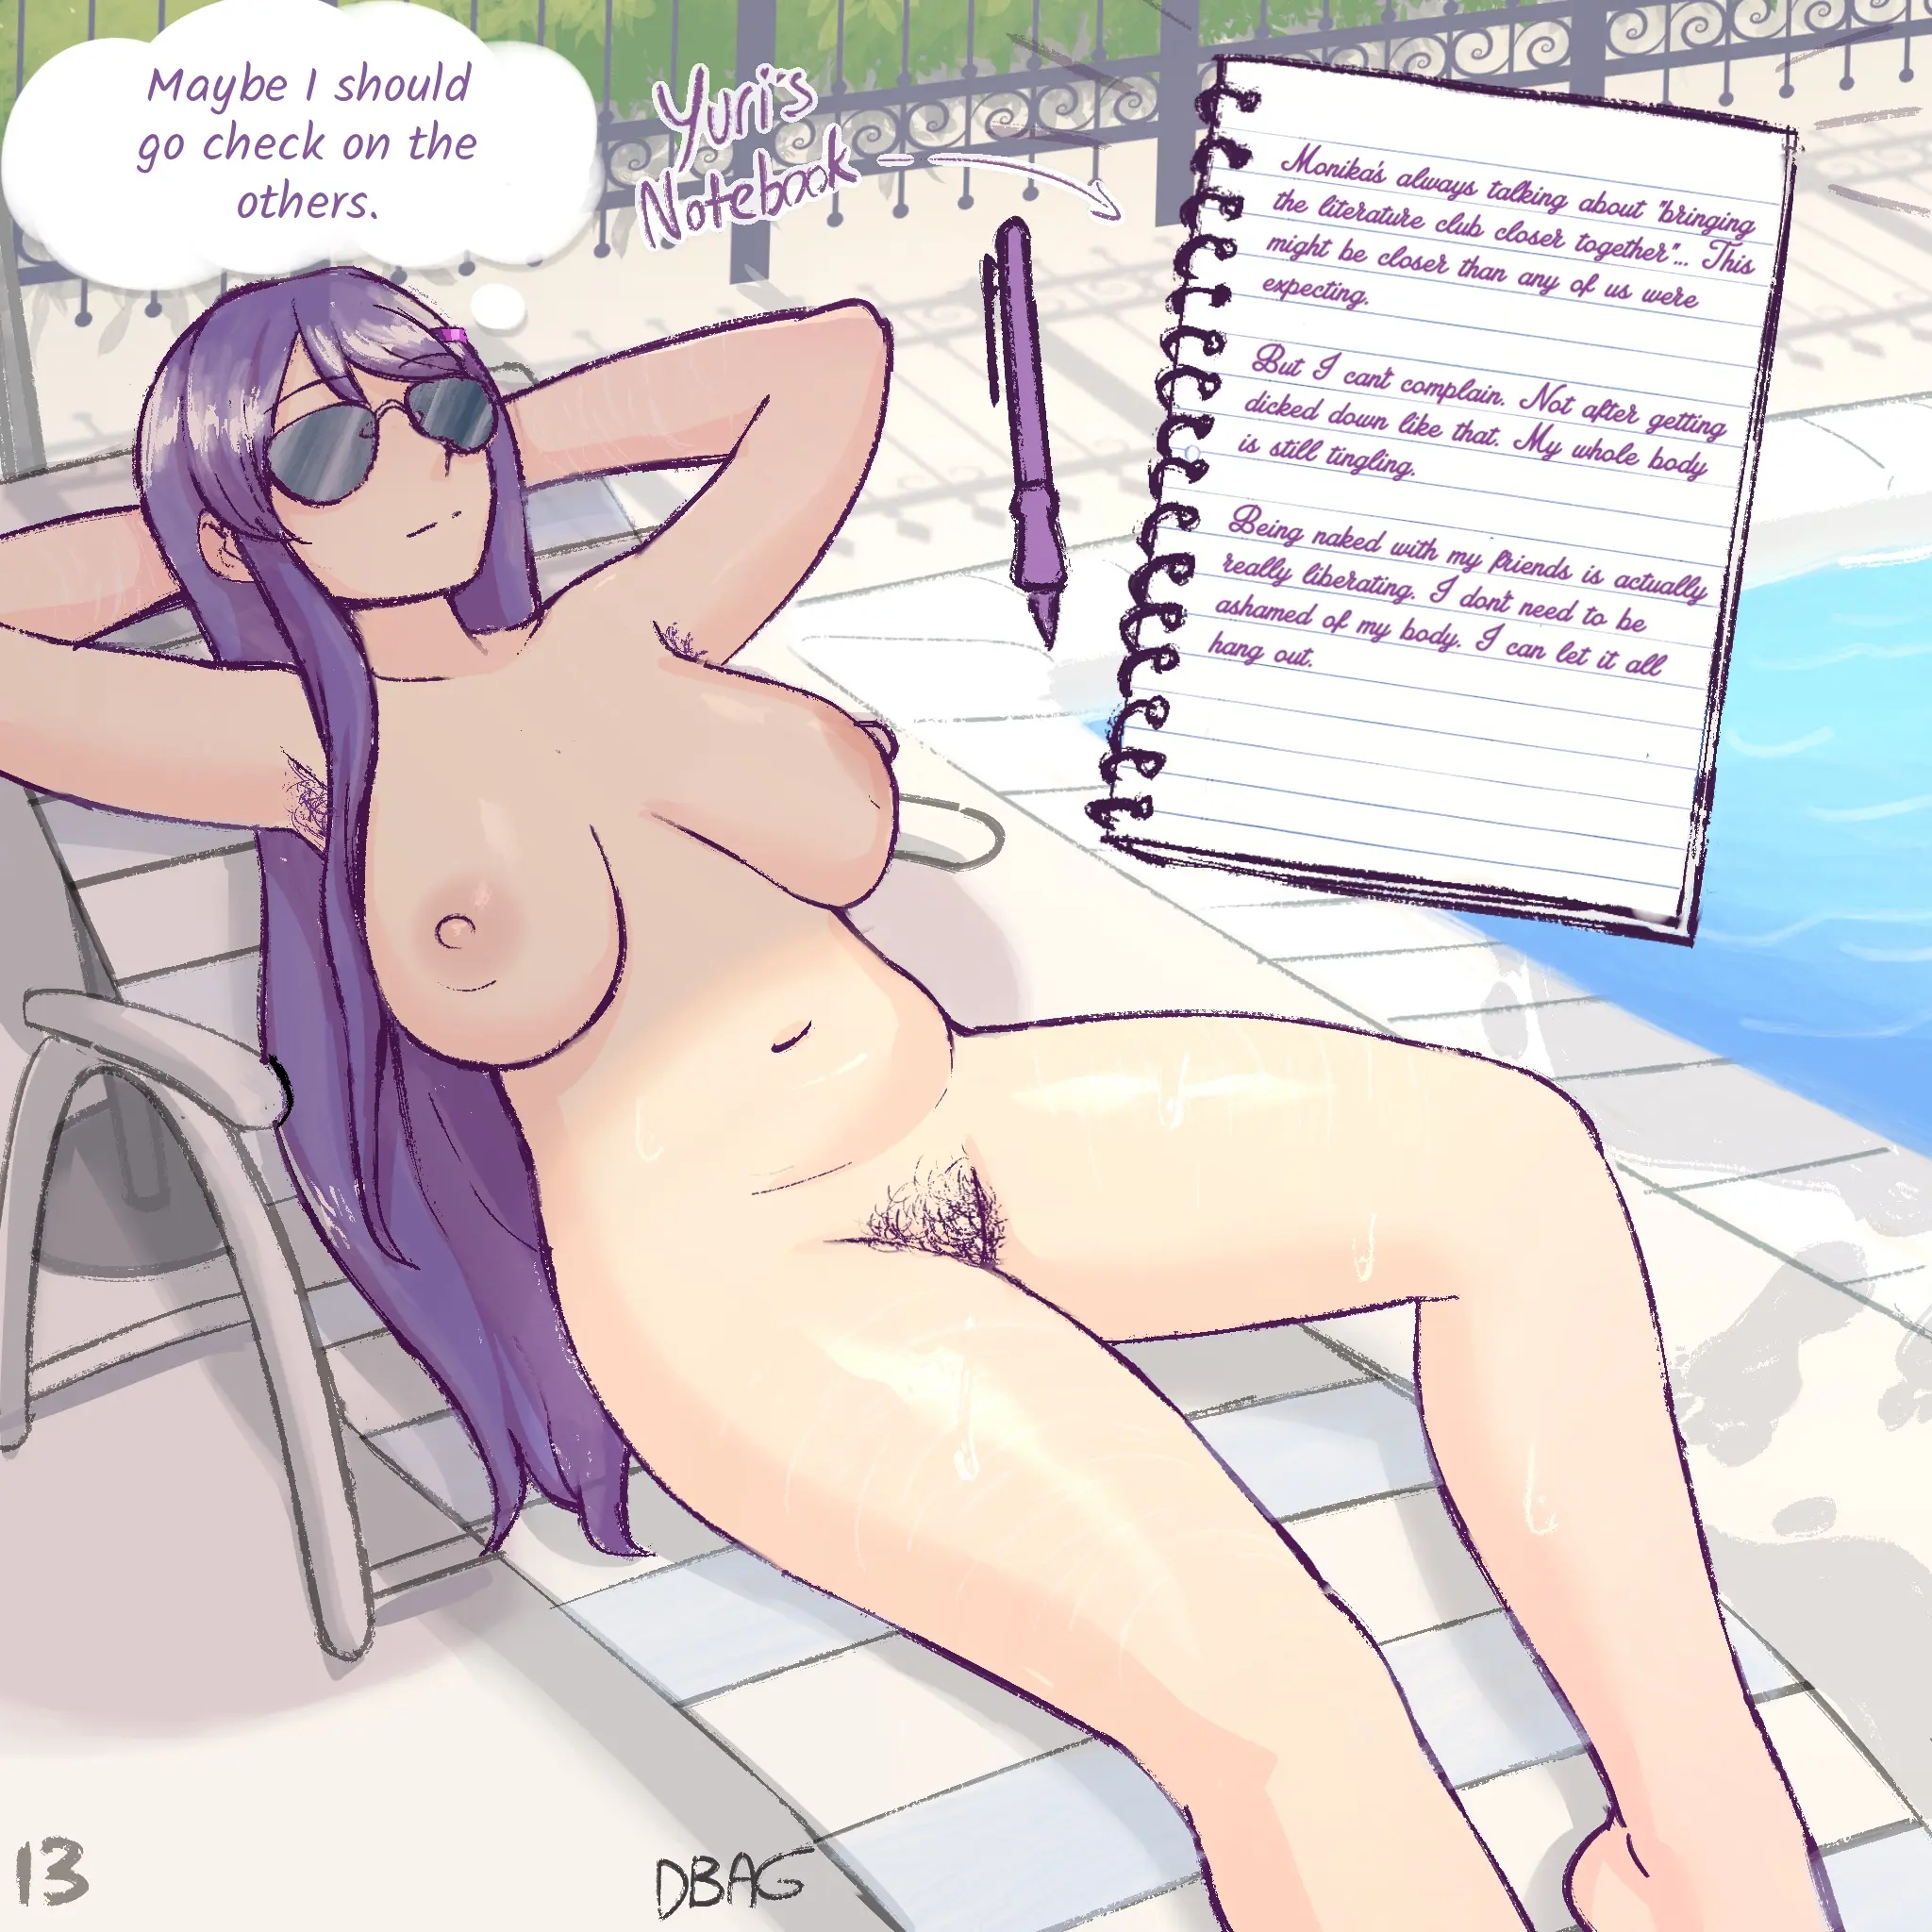 Maybe I should
go check on the
others.
Yuri's
Notebook
Monika's always talking about "bringing
the literature club closer together"... This
might be closer than any of us were
expecting.
But I can't complain. Not after getting
dicked down like that. My whole body
is still tingling.
Being naked with my friends is actually
really liberating. I don't need to be
ashamed of my body. I can let it all
hang out.
13
DBAG